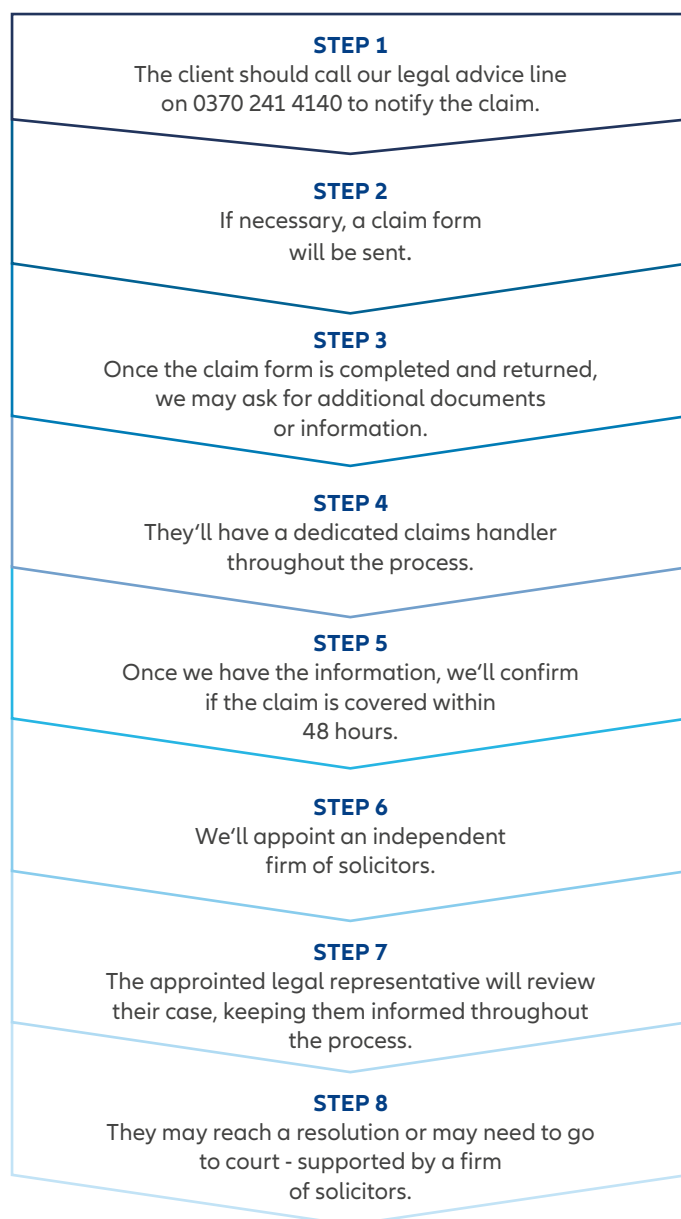 STEP 1
The client should call our legal advice line
on 0370 241 4140 to notify the claim.
STEP 2
If necessary, a claim form
will be sent.
STEP 3
Once the claim form is completed and returned,
we may ask for additional documents
or information.
STEP 4
They'll have a dedicated claims handler
throughout the process.
STEP 5
Once we have the information, we'll confirm
if the claim is covered within
48 hours.
STEP 6
We'll appoint an independent
firm of solicitors.
STEP 7
The approinted legal representative will review
their case, keeping them informed throughout
the process.
STEP 8
They may reach a resolution or may need to go
to court - supported by a firm
of solicitors.